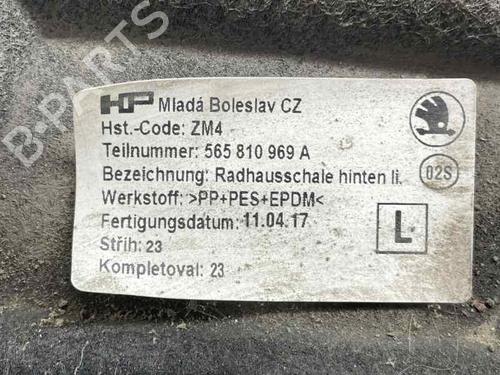 HP Mladá Boleslav CZ
Hst.-Code: ZM4
Teilnummer: 565 810 969 A
Bezeichnung: Radhausschale hinten li.
02S
Werkstoff: >PP+PES+EPDM<
Fertigungsdatum: 11.04.17
L
Střih: 23
Kompletoval: 23
B-PARTS